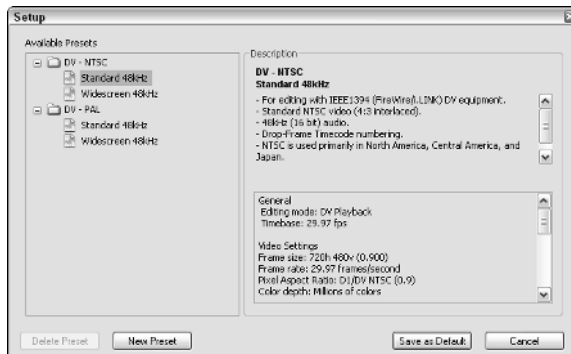 Setup
Available Presets
DV - NTSC
Standard 48kHz
Widescreen 48kHz
DV - PAL
Standard 48kHz
Widescreen 48kHz
Description
DV - NTSC
Standard 48kHz
- For editing with IEEE1394 (FireWire/i.LINK) DV equipment.
- Standard NTSC video (4:3 interlaced).
- 48kHz (16 bit) audio.
- Drop-Frame Timecode numbering.
- NTSC is used primarily in North America, Central America, and
Japan.
General
Editing mode: DV Playback
Timebase: 29.97 fps
Video Settings
Frame size: 720h 480v (0.900)
Frame rate: 29.97 frames/second
Pixel Aspect Ratio: D1/DV NTSC (0.9)
Color depth: Millions of colors
Delete Preset
New Preset
Save as Default
Cancel